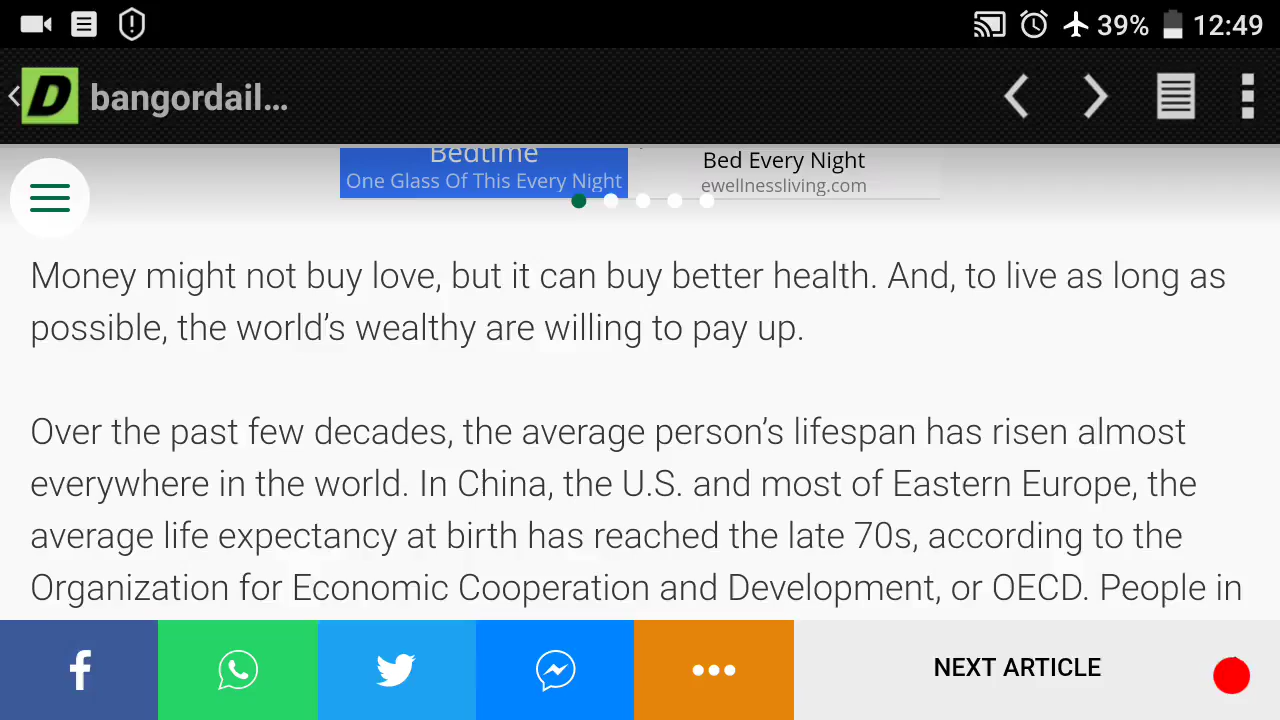 39% 12:49
D bangordail...
Bedtime
One Glass Of This Every Night
Bed Every Night
ewellnessliving.com
Money might not buy love, but it can buy better health. And, to live as long as
possible, the world’s wealthy are willing to pay up.
Over the past few decades, the average person’s lifespan has risen almost
everywhere in the world. In China, the U.S. and most of Eastern Europe, the
average life expectancy at birth has reached the late 70s, according to the
Organization for Economic Cooperation and Development, or OECD. People in
NEXT ARTICLE